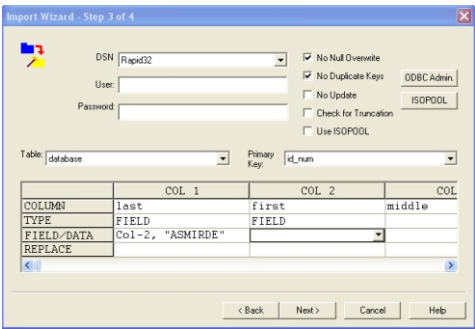 Import Wizard - Step 3 of 4
DSN Rapid32
User:
Password:
No Null Overwrite
No Duplicate Keys
No Update
Check for Truncation
Use ISOPOOL
ODBC Admin.
ISOPOOL
Table: database
Primary Key: id_num
COL 1 COL 2 COL
COLUMN last first middle
TYPE FIELD FIELD
FIELD/DATA Col-2, "ASMIRDE"
REPLACE
< Back Next > Cancel Help